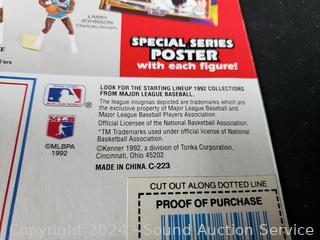 LARRY
JOHNSON
Charlotte Hornets
SPECIAL SERIES
POSTER
with each figure!
LOOK FOR THE STARTING LINEUP 1992 COLLECTIONS
FROM MAJOR LEAGUE BASEBALL.
The league insignias depicted are trademarks which are
the exclusive property of Major League Baseball and
Major League Baseball Players Association.
Official Licensee of the National Basketball Association.
*TM Trademarks used under official license of
National Basketball Association.
©MLBPA
1992
©Kenner 1992, a division of Tonka Corporation,
Cincinnati, Ohio 45202
MADE IN CHINA. C-223
CUT OUT ALONG DOTTED LINE
PROOF OF PURCHASE
Copyright 2024 - Sound Auction Service